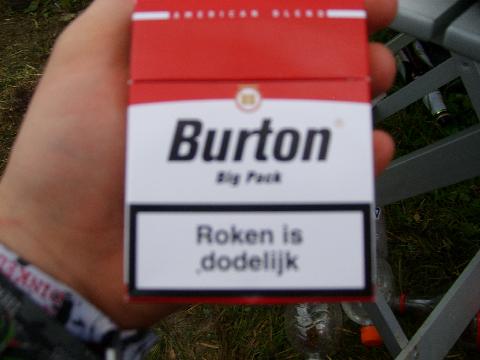 AMERICAN BLEND
Burton
Big Pack
Roken is
dodelijk